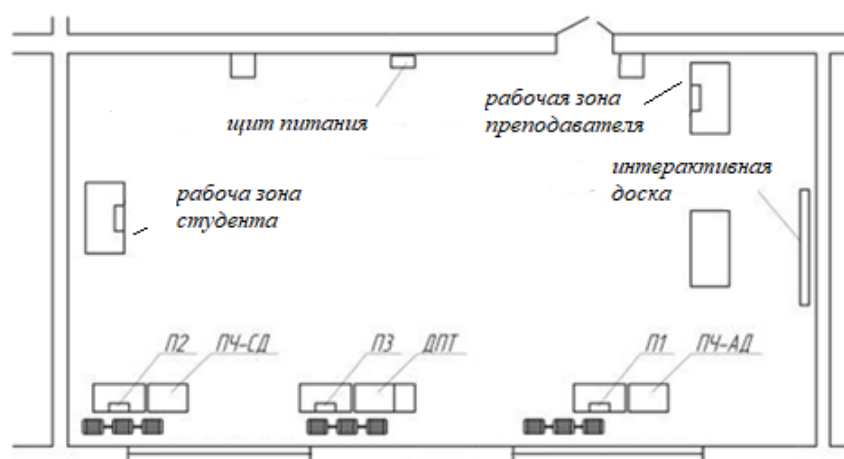 щит питания
рабочая зона
преподавателя
интерактивная
доска
рабоча зона
студента
П2
ПЧ-СД
П3
ДПТ
П1
ПЧ-АД